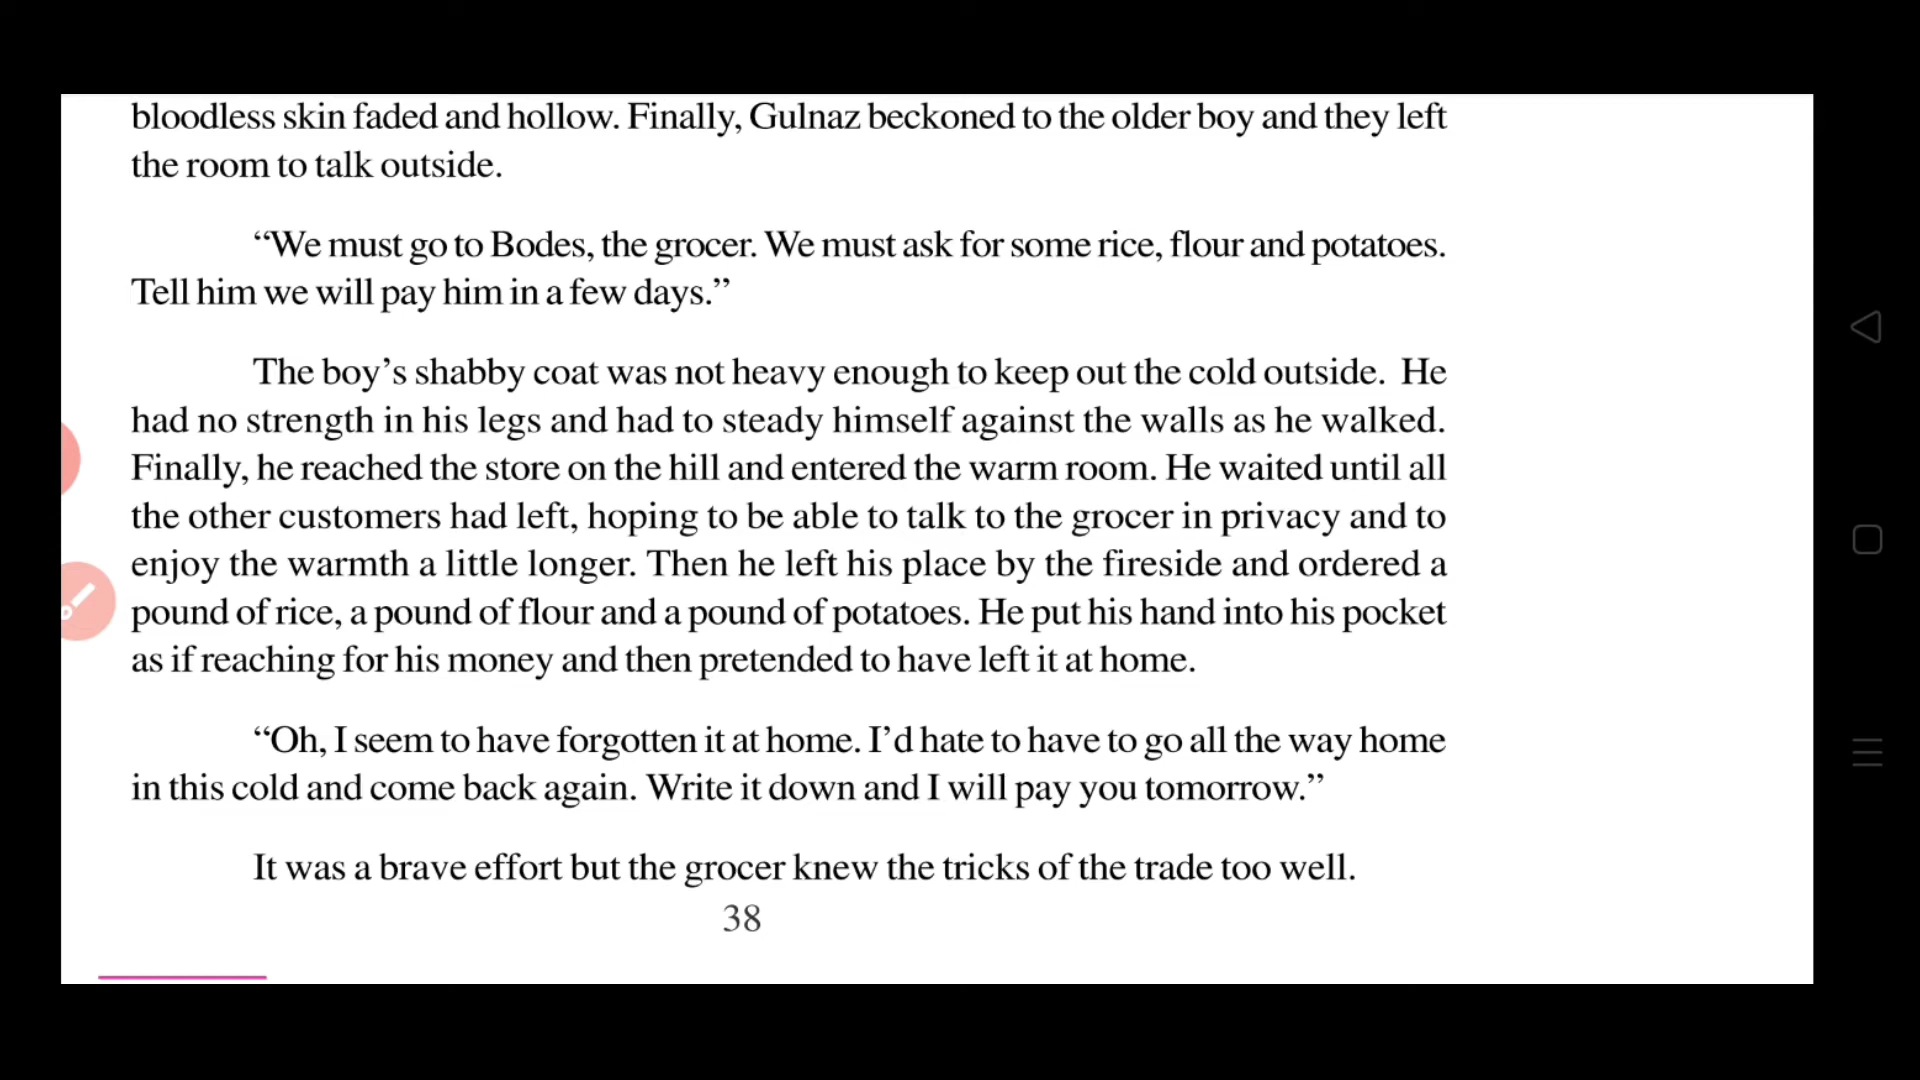 bloodless skin faded and hollow. Finally, Gulnaz beckoned to the older boy and they left
the room to talk outside.
“We must go to Bodes, the grocer. We must ask for some rice, flour and potatoes.
Tell him we will pay him in a few days.”
The boy’s shabby coat was not heavy enough to keep out the cold outside. He
had no strength in his legs and had to steady himself against the walls as he walked.
Finally, he reached the store on the hill and entered the warm room. He waited until all
the other customers had left, hoping to be able to talk to the grocer in privacy and to
enjoy the warmth a little longer. Then he left his place by the fireside and ordered a
pound of rice, a pound of flour and a pound of potatoes. He put his hand into his pocket
as if reaching for his money and then pretended to have left it at home.
“Oh, I seem to have forgotten it at home. I’d hate to have to go all the way home
in this cold and come back again. Write it down and I will pay you tomorrow.”
It was a brave effort but the grocer knew the tricks of the trade too well.
38